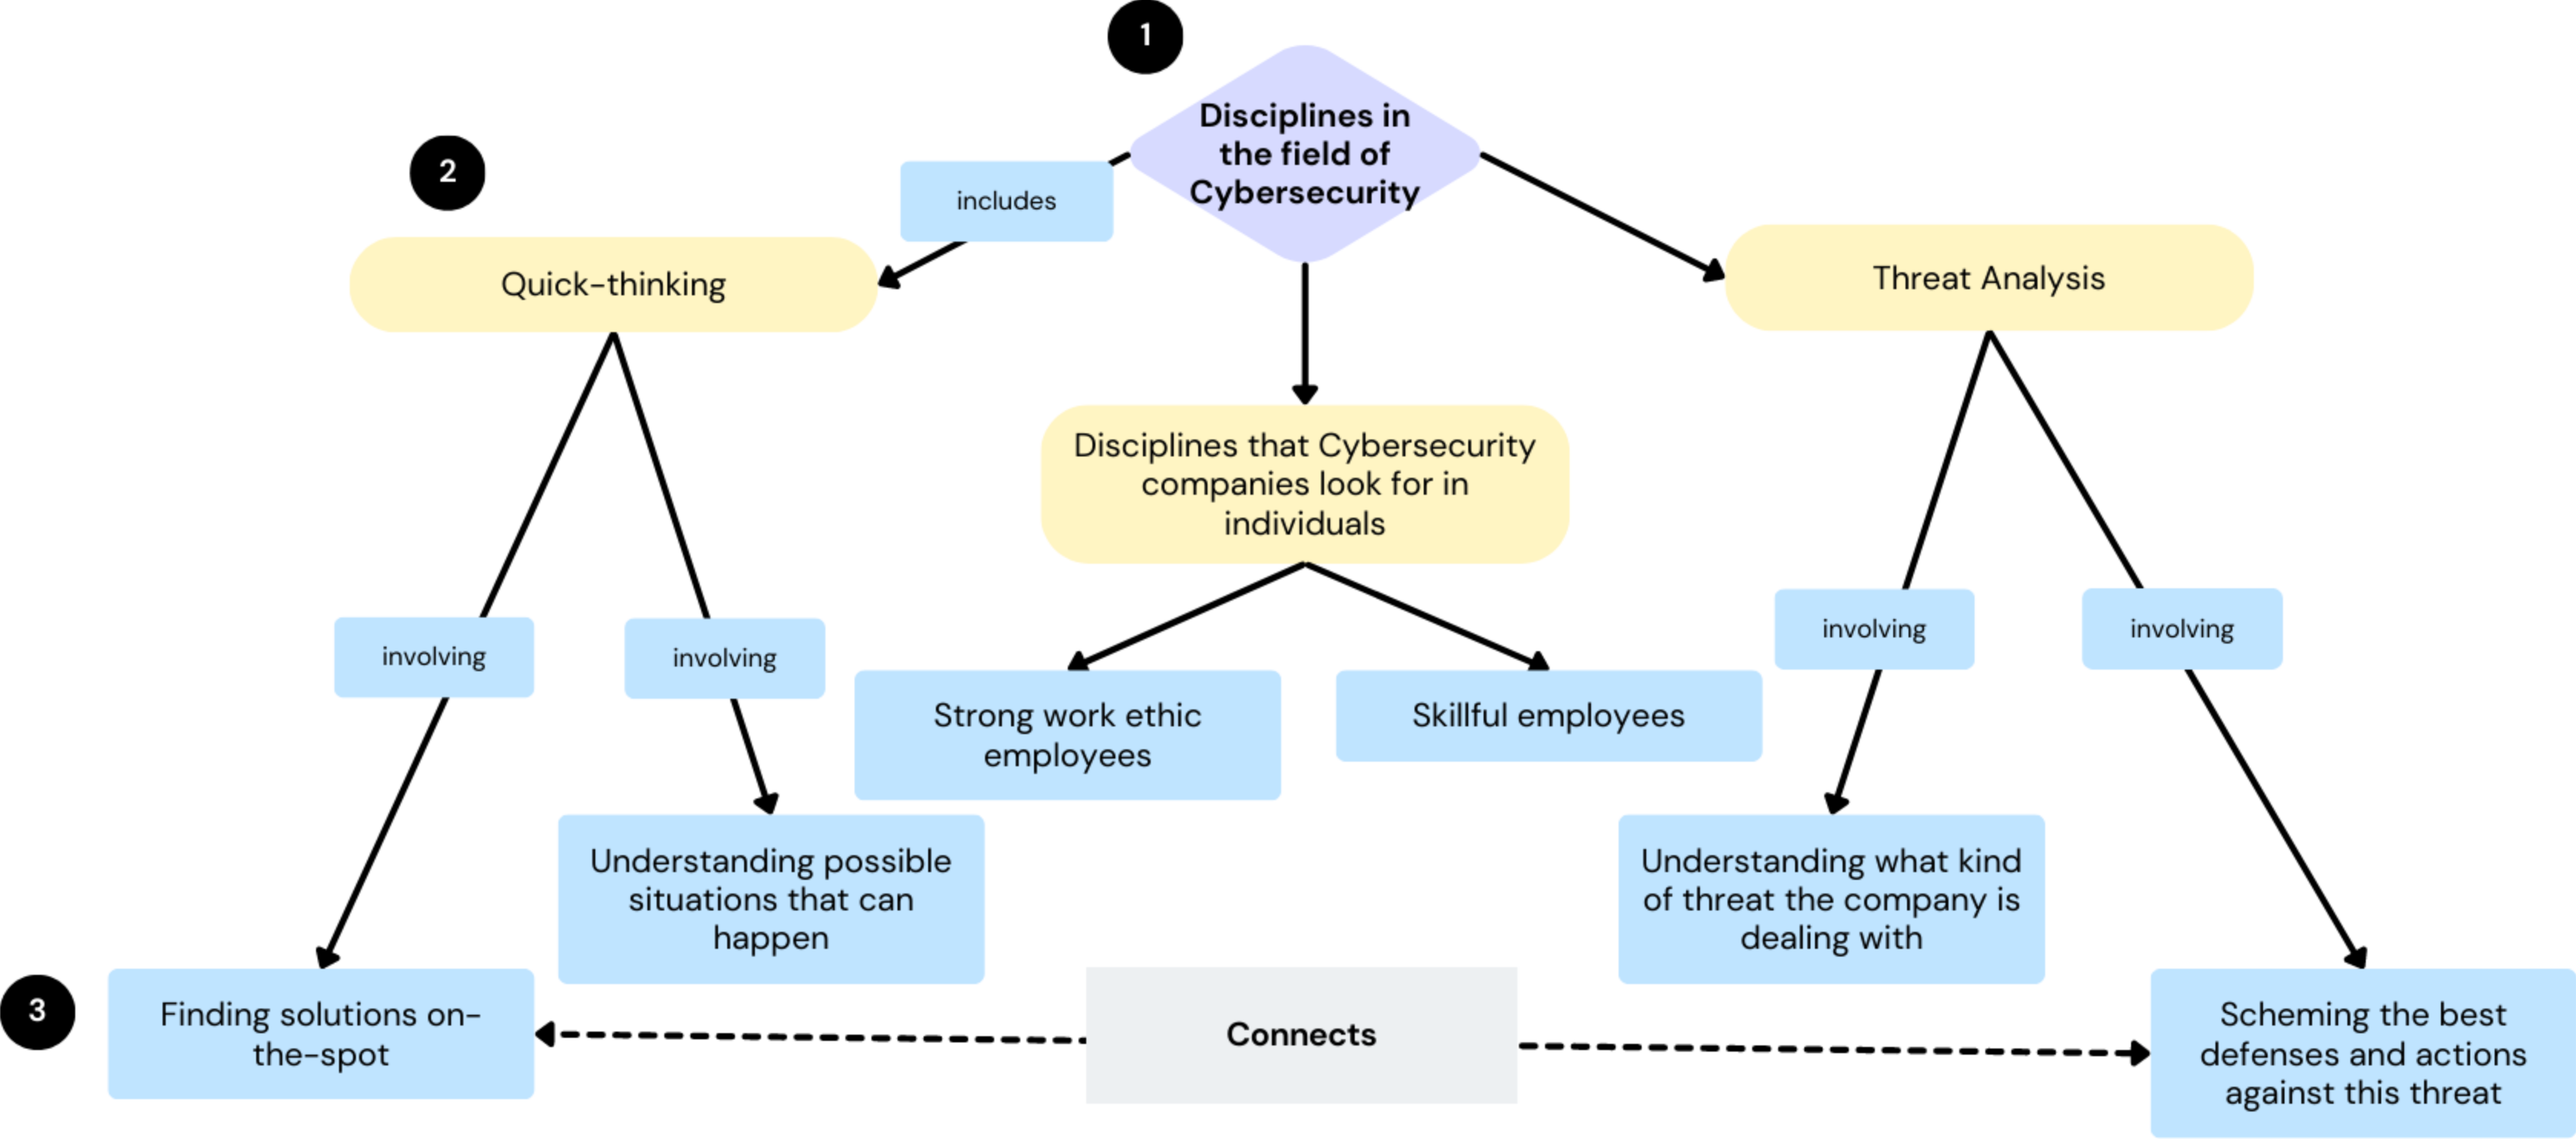 1
Disciplines in
the field of
Cybersecurity
2
includes
Quick-thinking
Threat Analysis
Disciplines that Cybersecurity
companies look for in
individuals
involving
involving
involving
involving
Strong work ethic
employees
Skillful employees
Understanding possible
situations that can
happen
Understanding what kind
of threat the company is
dealing with
3
Finding solutions on-
the-spot
Connects
Scheming the best
defenses and actions
against this threat